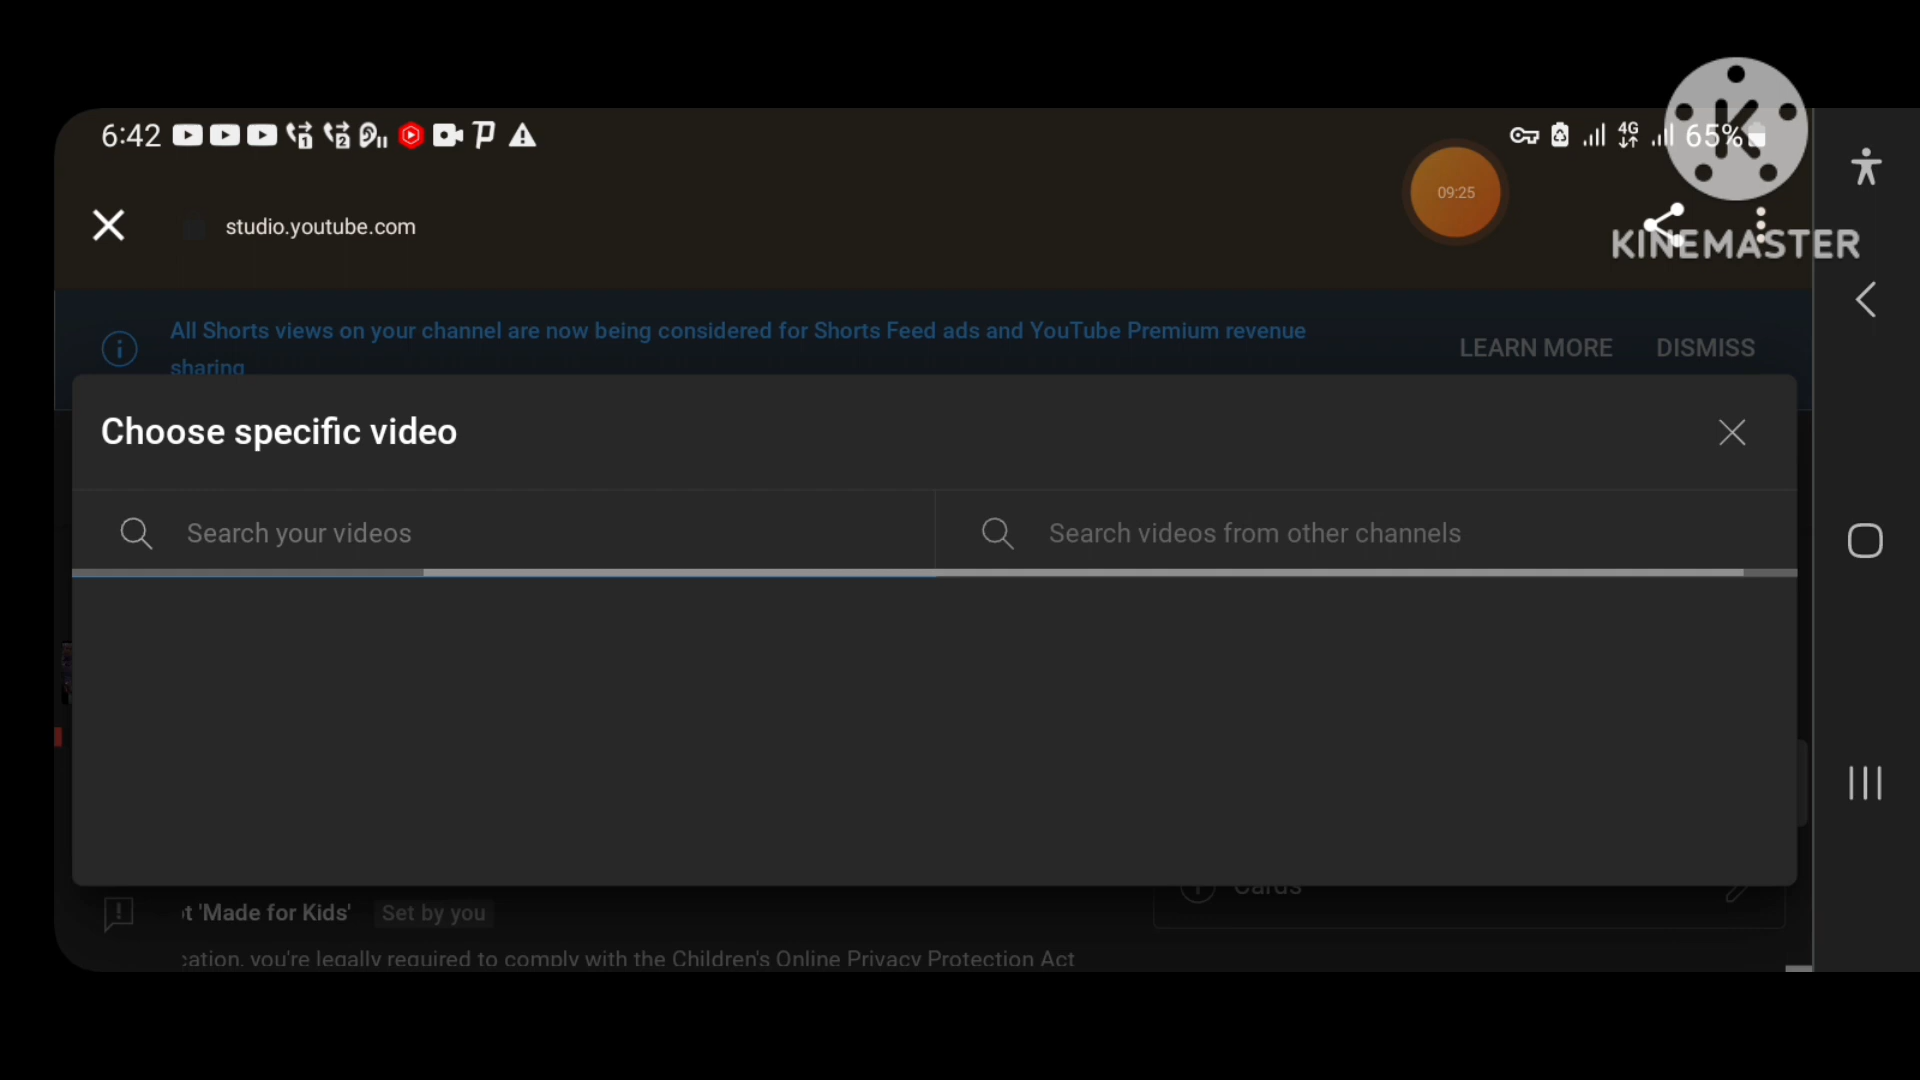 6:42
4G
65%
09:25
studio.youtube.com
KINEMASTER
All Shorts views on your channel are now being considered for Shorts Feed ads and YouTube Premium revenue
sharing
LEARN MORE
DISMISS
Choose specific video
Search your videos
Search videos from other channels
Cards
t 'Made for Kids'
Set by you
cation, you're legally required to comply with the Children's Online Privacy Protection Act